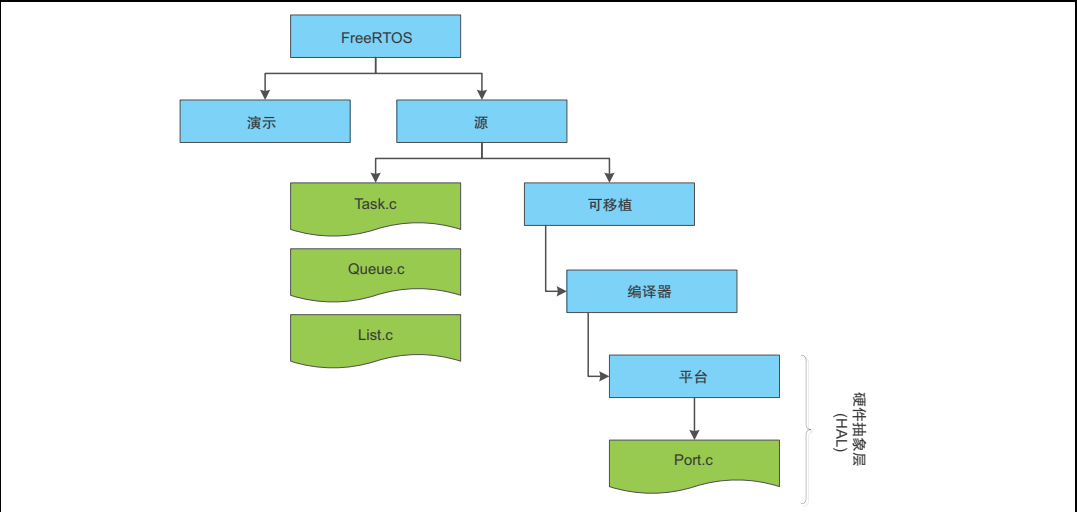 FreeRTOS
演示
源
Task.c
可移植
Queue.c
编译器
List.c
平台
Port.c
硬件抽象层
(HAL)